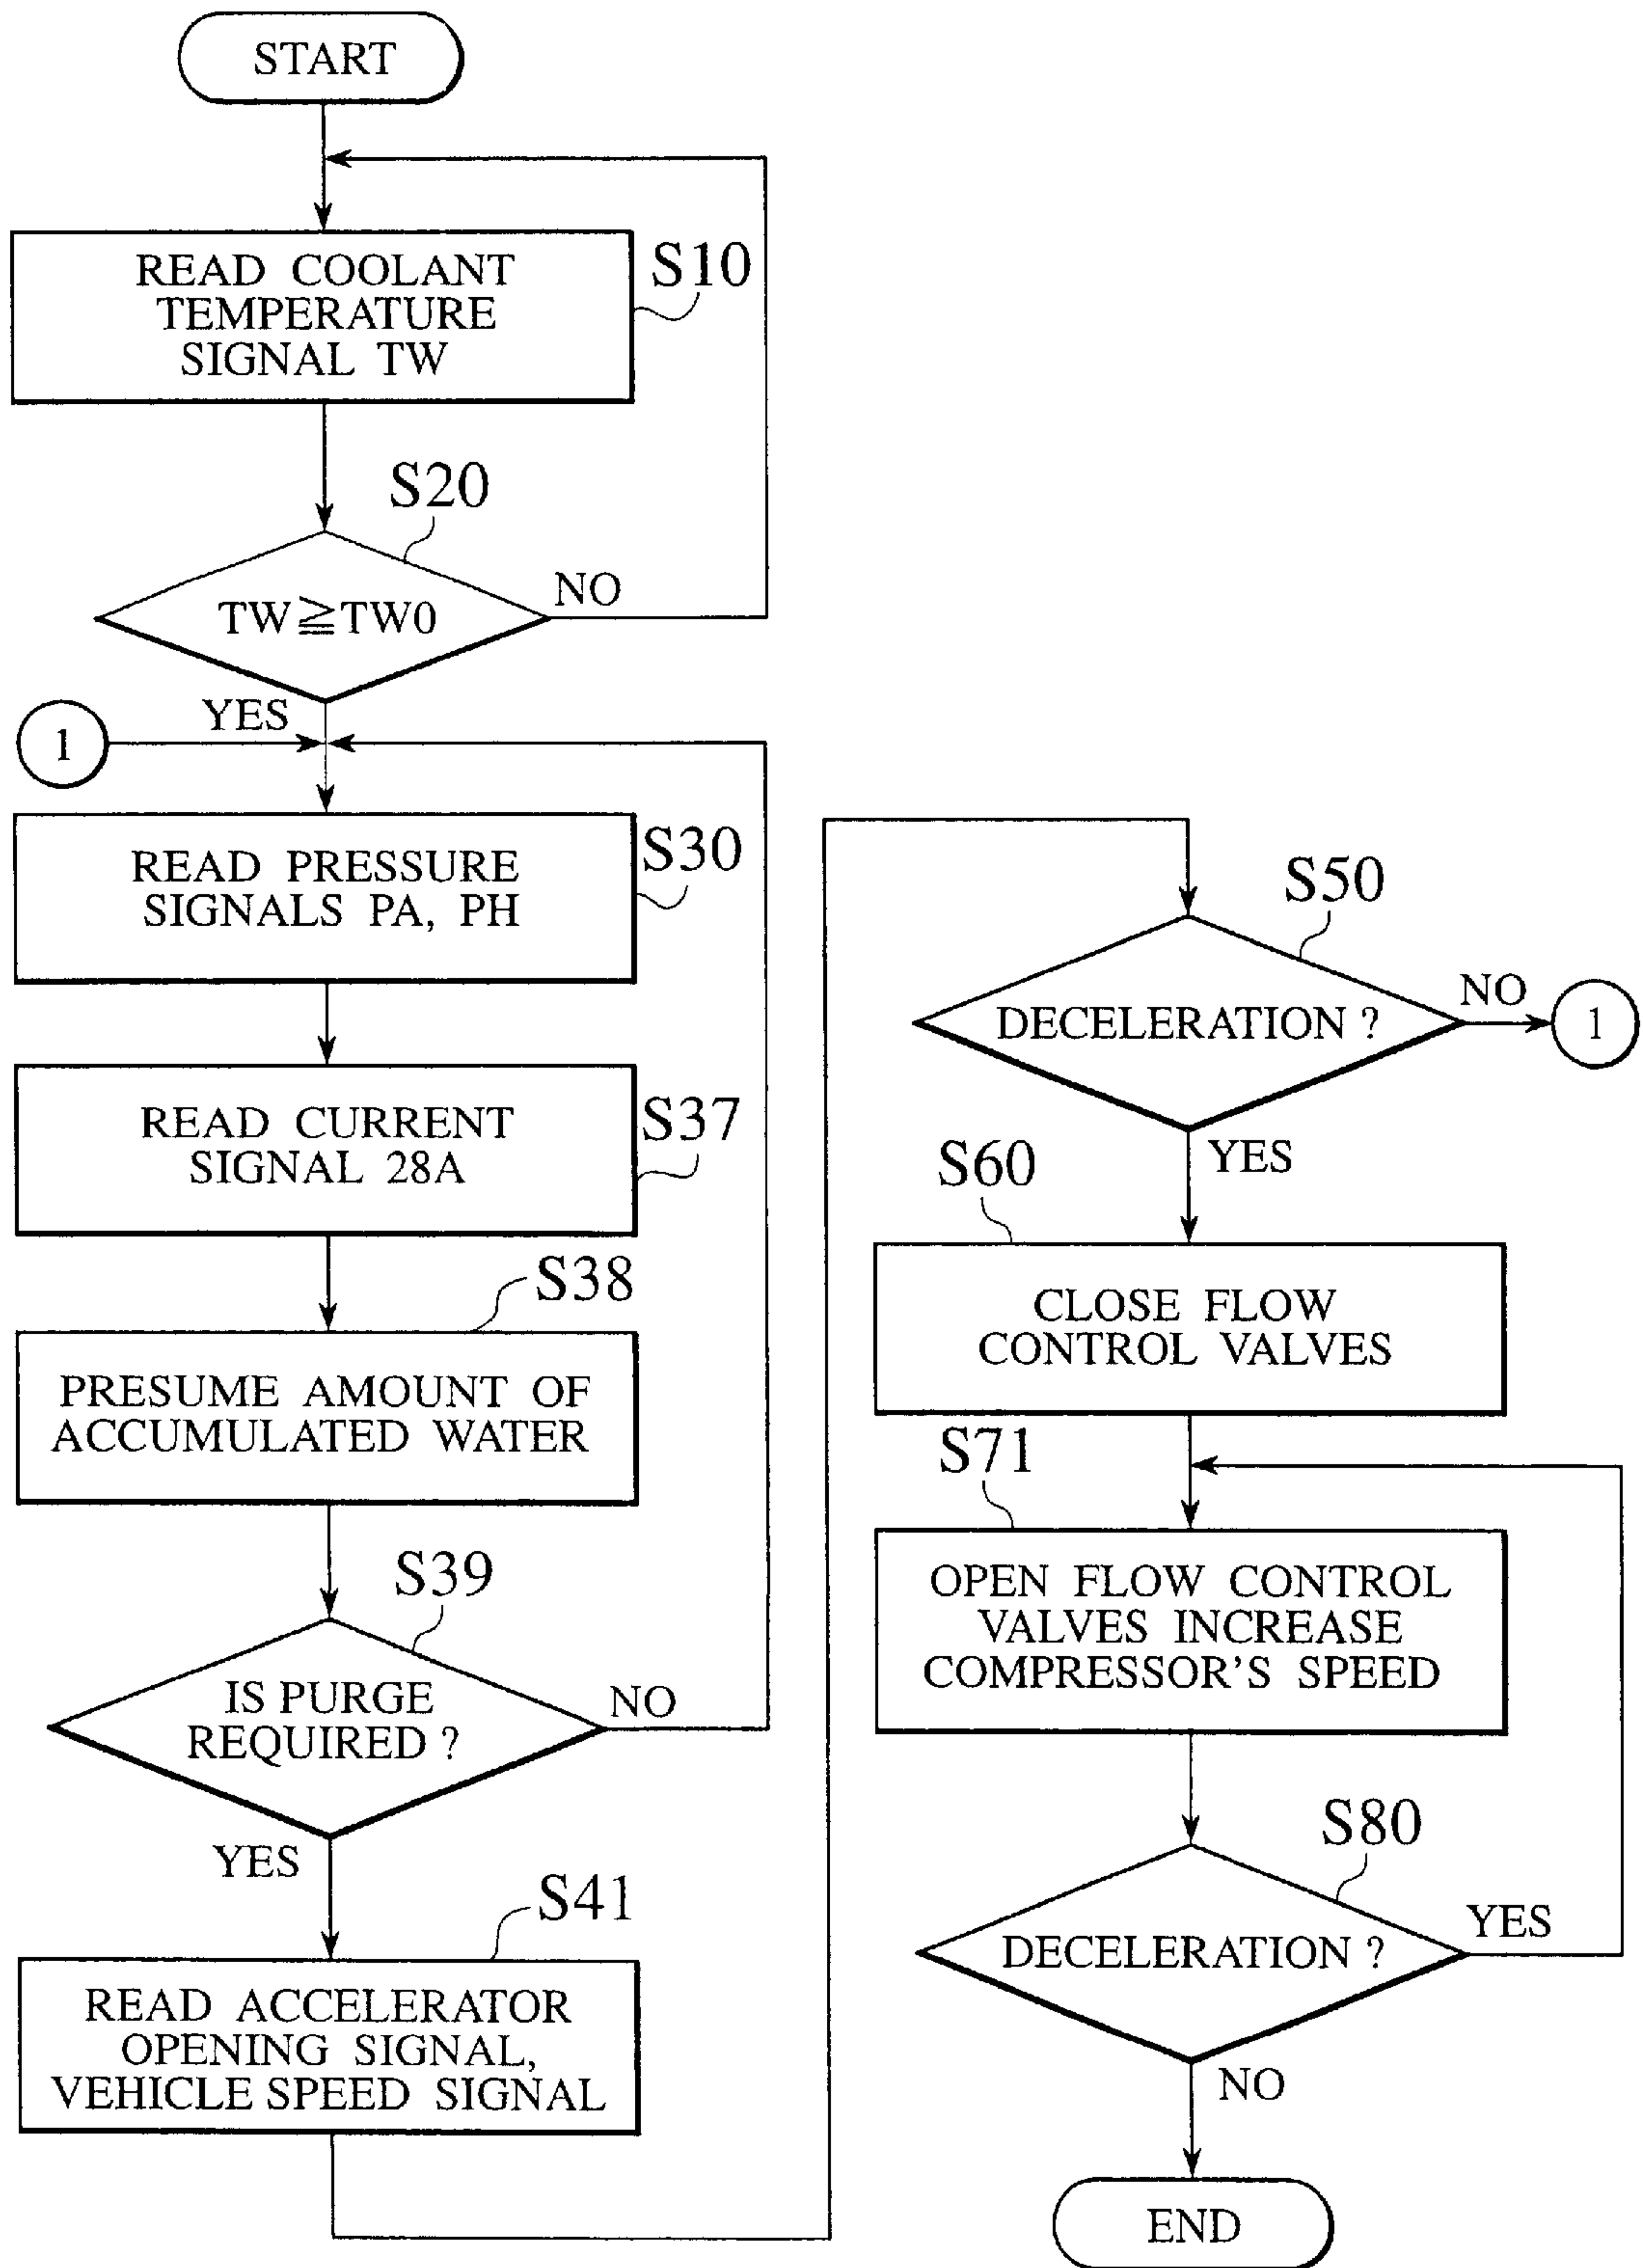 START
READ COOLANT
TEMPERATURE
SIGNAL TW
S10
S20
TW≧TW0
NO
YES
1
READ PRESSURE
SIGNALS PA, PH
S30
READ CURRENT
SIGNAL 28A
S37
S38
PRESUME AMOUNT OF
ACCUMULATED WATER
S39
IS PURGE
REQUIRED ?
NO
YES
S41
READ ACCELERATOR
OPENING SIGNAL,
VEHICLE SPEED SIGNAL
S50
DECELERATION ?
NO
1
YES
S60
CLOSE FLOW
CONTROL VALVES
S71
OPEN FLOW CONTROL
VALVES INCREASE
COMPRESSOR'S SPEED
S80
DECELERATION ?
YES
NO
END